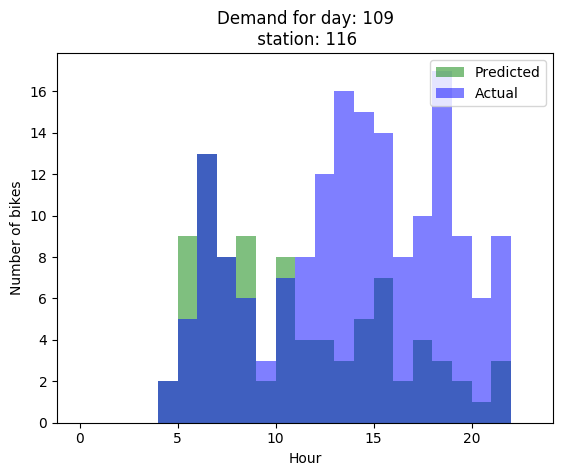 Demand for day: 109
station: 116
Predicted
Actual
Number of bikes
16
14
12
10
8
6
4
2
0
0 5 10 15 20
Hour